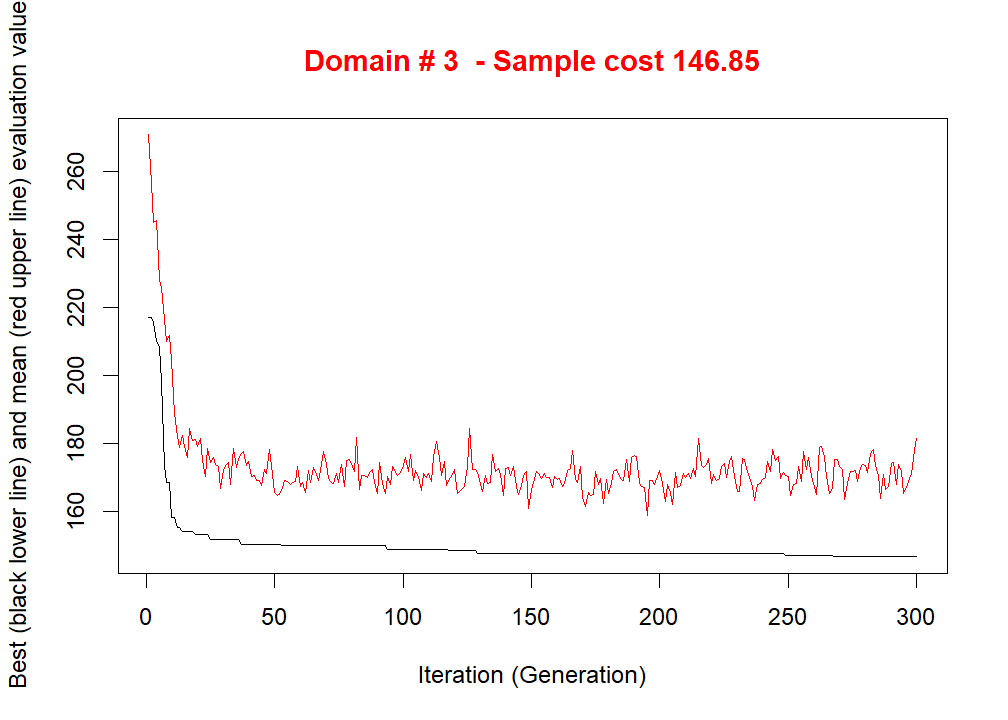 Domain # 3  - Sample cost 146.85
Best (black lower line) and mean (red upper line) evaluation value
260
240
220
200
180
160
0 50 100 150 200 250 300
Iteration (Generation)